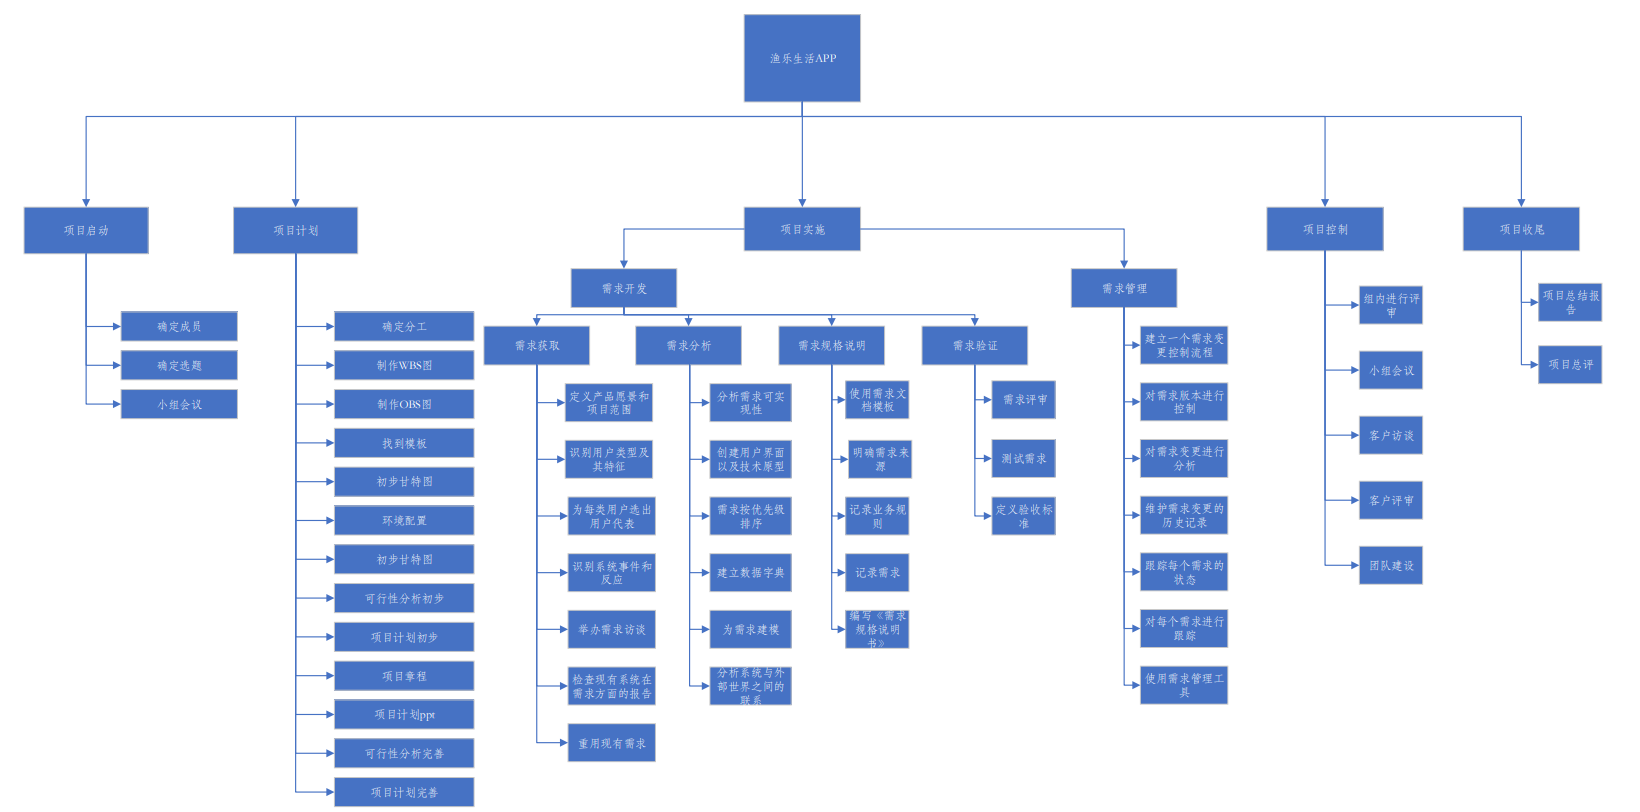 渔乐生活APP
项目启动
确定成员
确定选题
小组会议
项目计划
确定分工
制作WBS图
制作OBS图
找到模板
初步甘特图
环境配置
初步甘特图
可行性分析初步
项目计划初步
项目章程
项目计划ppt
可行性分析完善
项目计划完善
项目实施
需求开发
需求获取
定义产品愿景和
项目范围
识别用户类型及
其特征
为每类用户选出
用户代表
识别系统事件和
反应
举办需求访谈
检查现有系统在
需求方面的报告
重用现有需求
需求分析
分析需求可实
现性
创建用户界面
以及技术原型
需求按优先级
排序
建立数据字典
为需求建模
分析系统与外
部世界之间的
联系
需求规格说明
使用需求文
档模板
明确需求来
源
记录业务规
则
记录需求
编写《需求
规格说明
书》
需求验证
需求评审
测试需求
定义验收标
准
需求管理
建立一个需求变
更控制流程
对需求版本进行
控制
对需求变更进行
分析
维护需求变更的
历史记录
跟踪每个需求的
状态
对每个需求进行
跟踪
使用需求管理工
具
项目控制
组内进行评
审
小组会议
客户访谈
客户评审
团队建设
项目收尾
项目总结报
告
项目总评